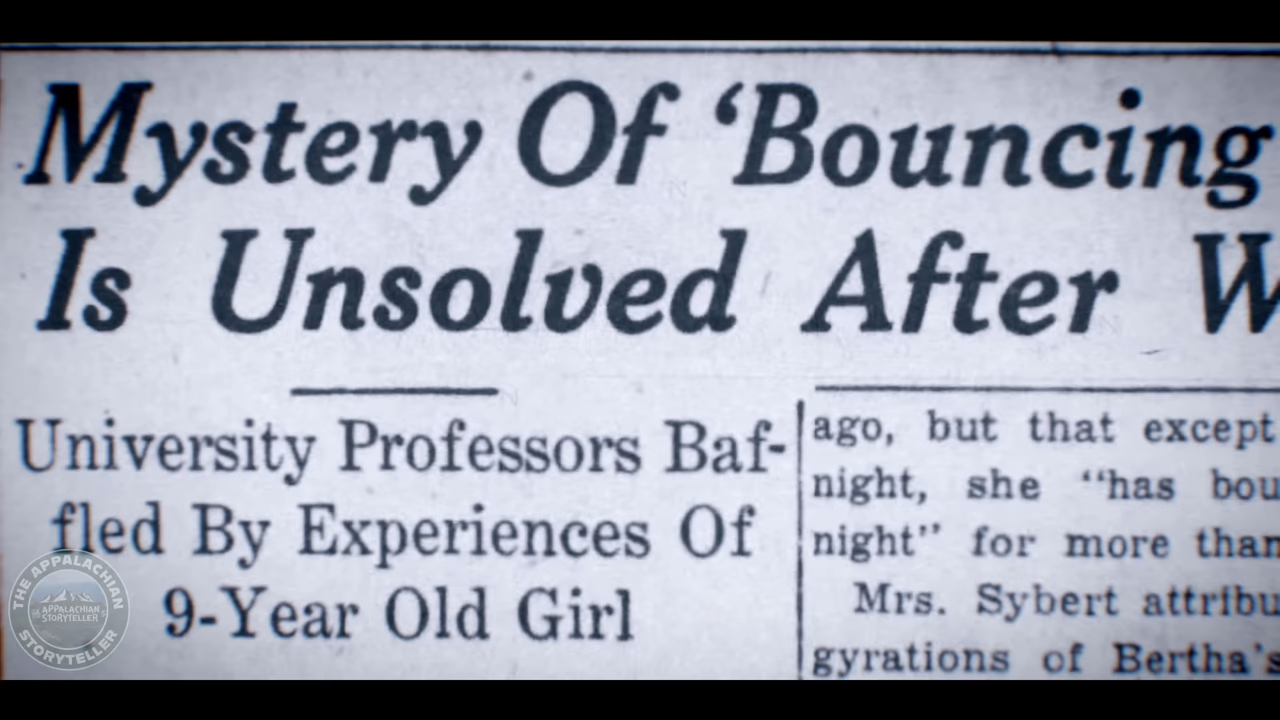 Mystery Of ‘Bouncing
Is Unsolved After W
University Professors Baf-
fled By Experiences Of
9-Year Old Girl
ago, but that except
night, she “has bou
night” for more than
Mrs. Sybert attribu
gyrations of Bertha's
THE APPALACHIAN
APPALACHIAN
STORYTELLER
STORYTELLER